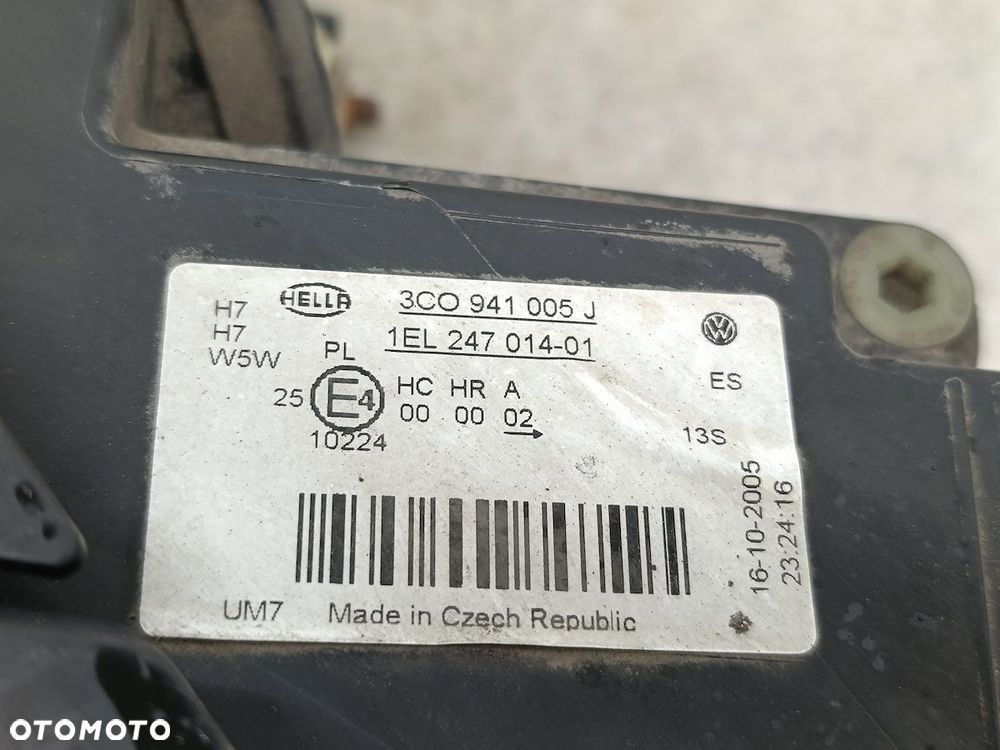 HELLA
3CO 941 005 J
1EL 247 014-01
H7
H7
W5W
PL
25 E4
10224
HC HR A
00 00 02
ES
13S
16-10-2005
23:24:16
UM7 Made in Czech Republic
OTOMOTO